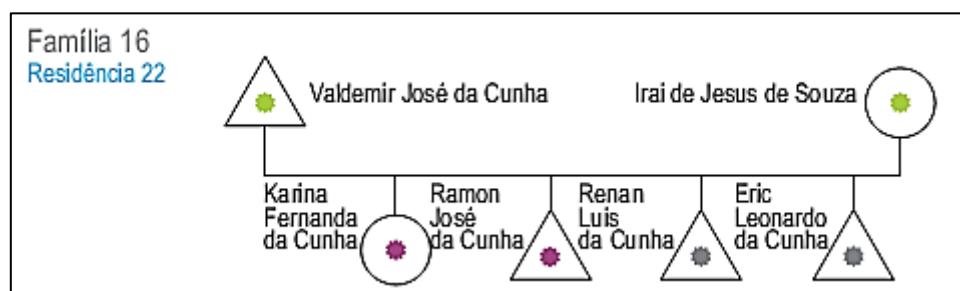 Família 16
Residência 22
Valdemir José da Cunha
Irai de Jesus de Souza
Karina
Fernanda
da Cunha
Ramon
José
da Cunha
Renan
Luis
da Cunha
Eric
Leonardo
da Cunha